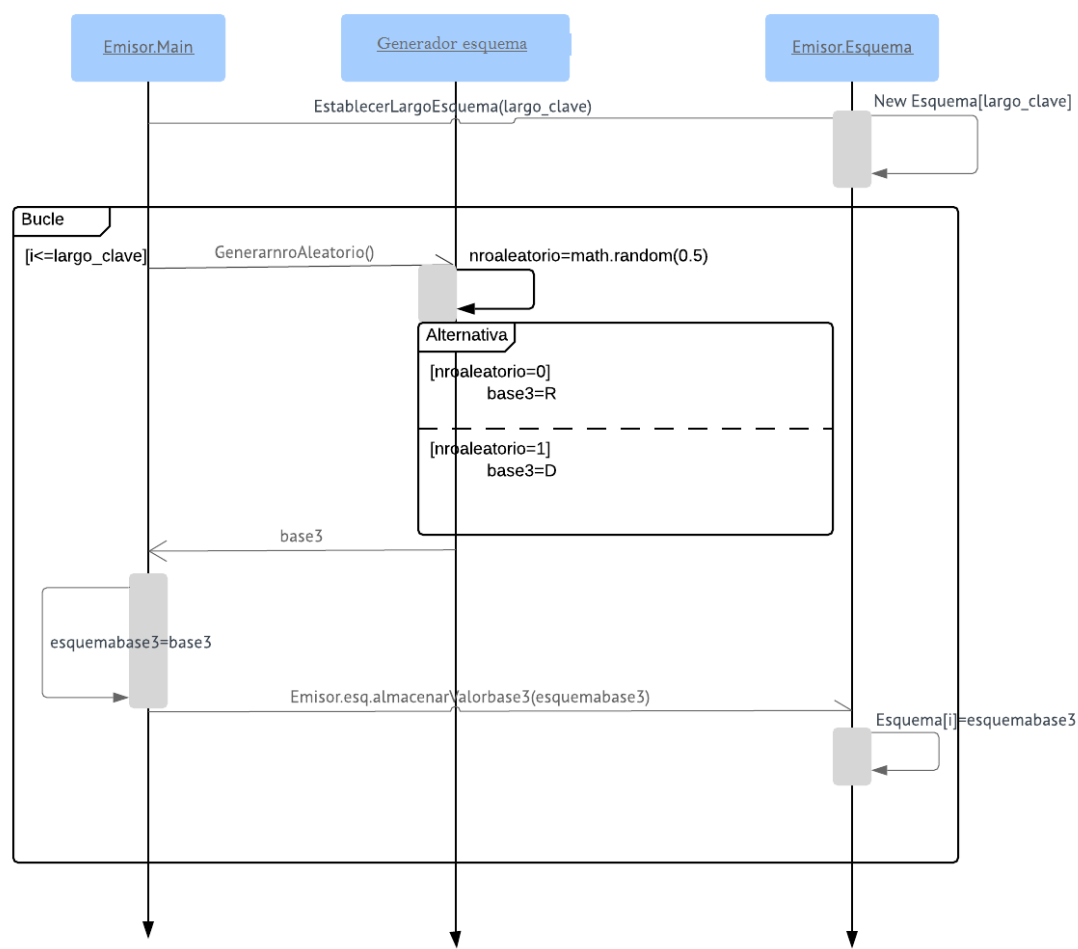 Emisor.Main
Generador esquema
Emisor.Esquema
EstablecerLargoEsquema(largo_clave)
New Esquema[largo_clave]
Bucle
[i<=largo_clave]
GenerarnroAleatorio()
nroaleatorio=math.random(0.5)
Alternativa
[nroaleatorio=0]
base3=R
[nroaleatorio=1]
base3=D
base3
esquemabase3=base3
Emisor.esq.almacenarValorbase3(esquemabase3)
Esquema[i]=esquemabase3